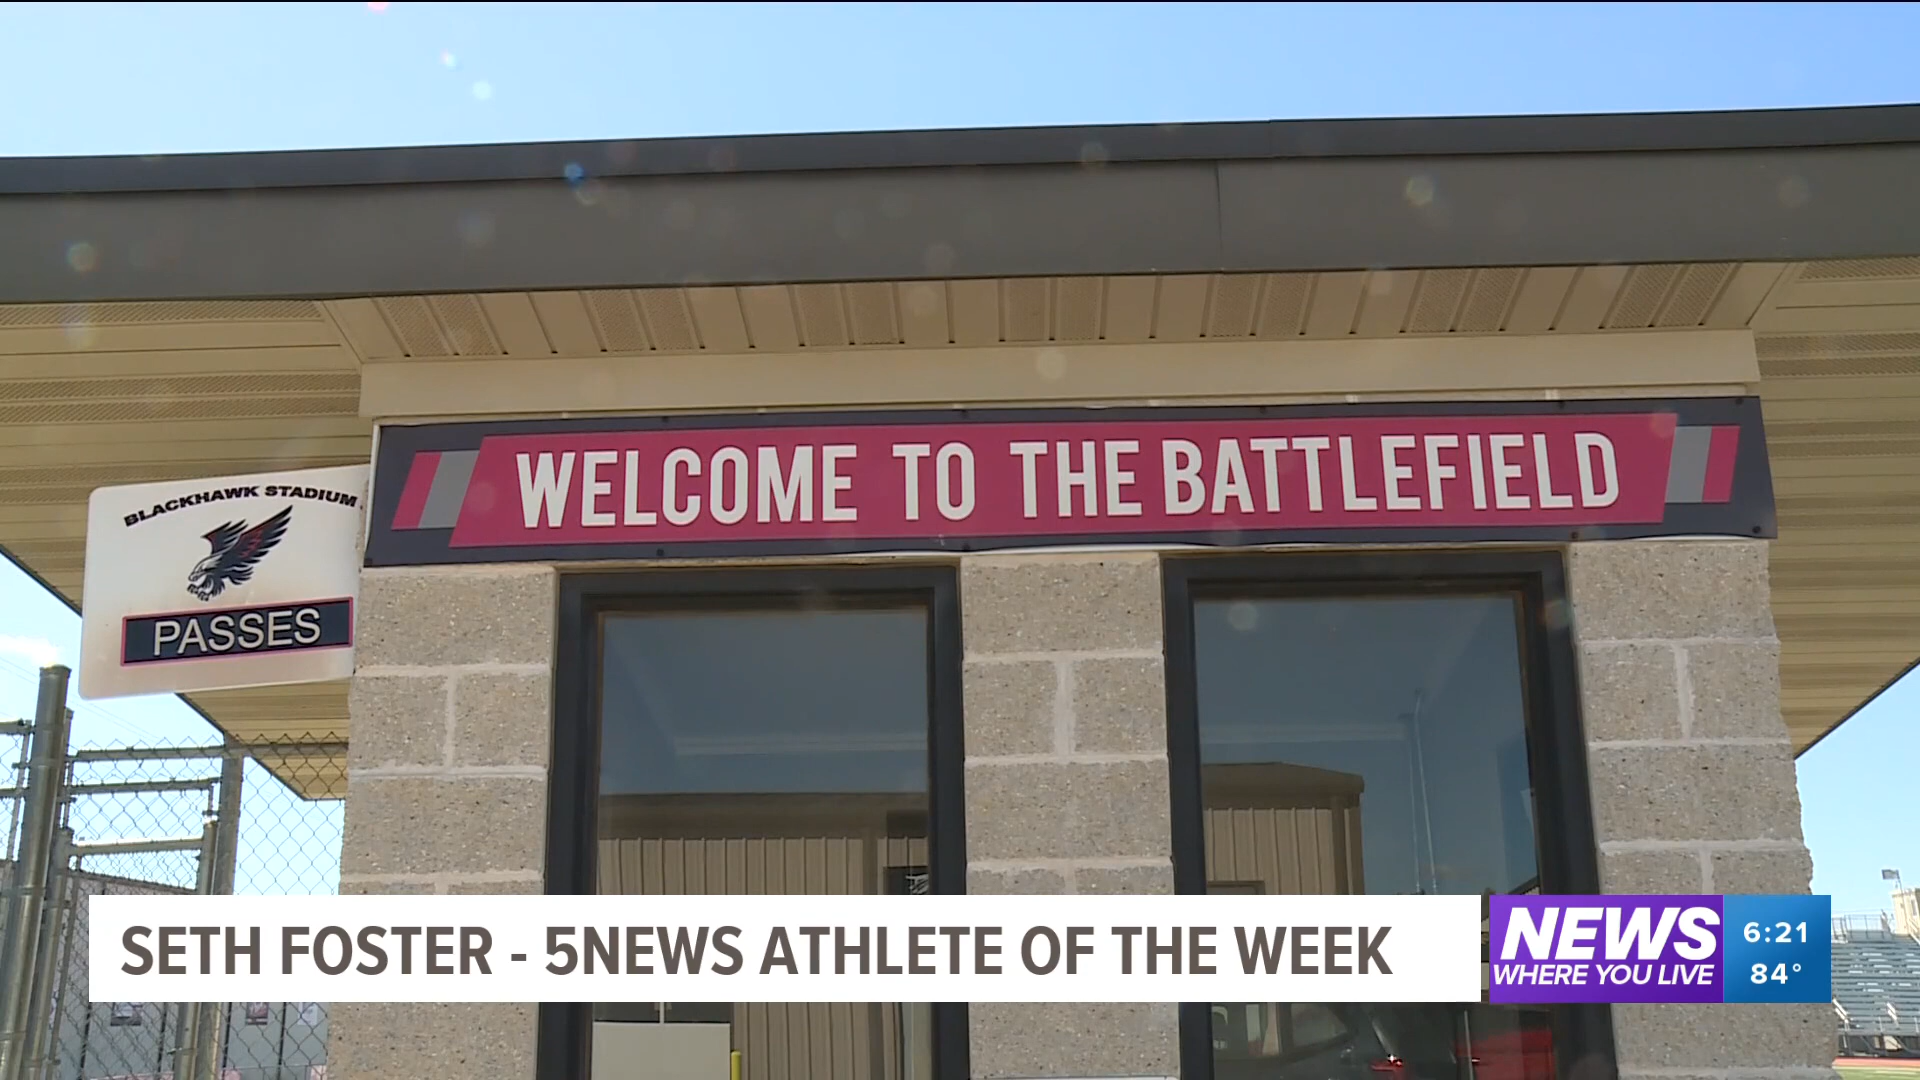 WELCOME TO THE BATTLEFIELD
BLACKHAWK STADIUM
PASSES
SETH FOSTER - 5NEWS ATHLETE OF THE WEEK
NEWS
WHERE YOU LIVE
6:21
84°